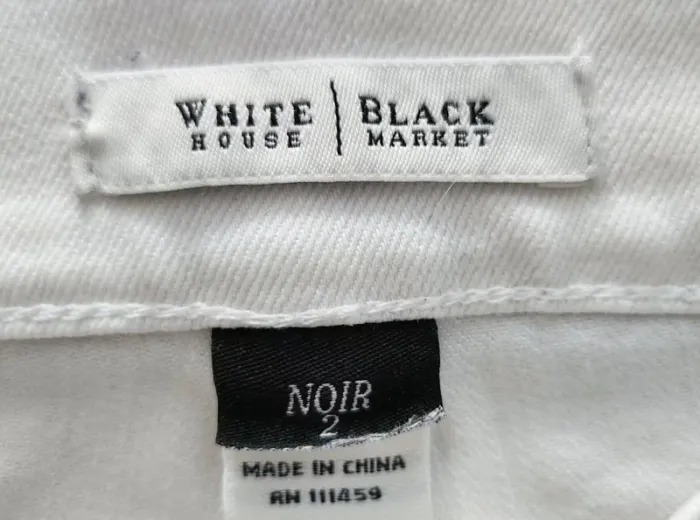 WHITE | BLACK
HOUSE | MARKET
NOIR
2
MADE IN CHINA
RN 111459